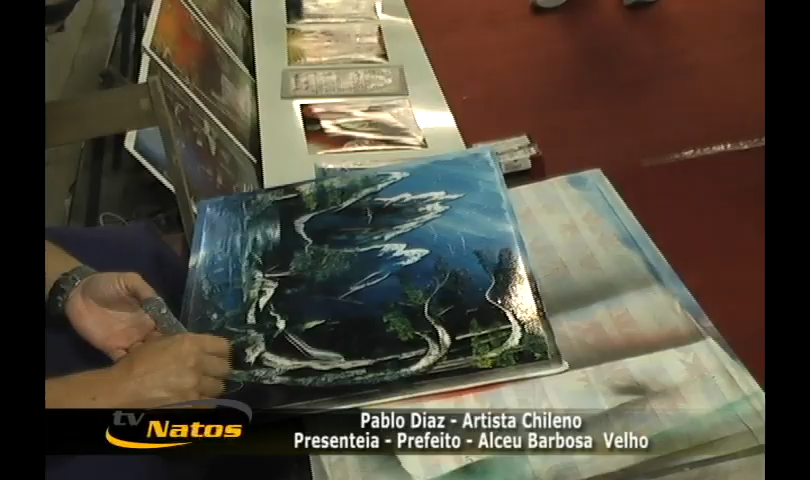 tv Natos
Pablo Diaz - Artista Chileno
Presenteia - Prefeito - Alceu Barbosa Velho